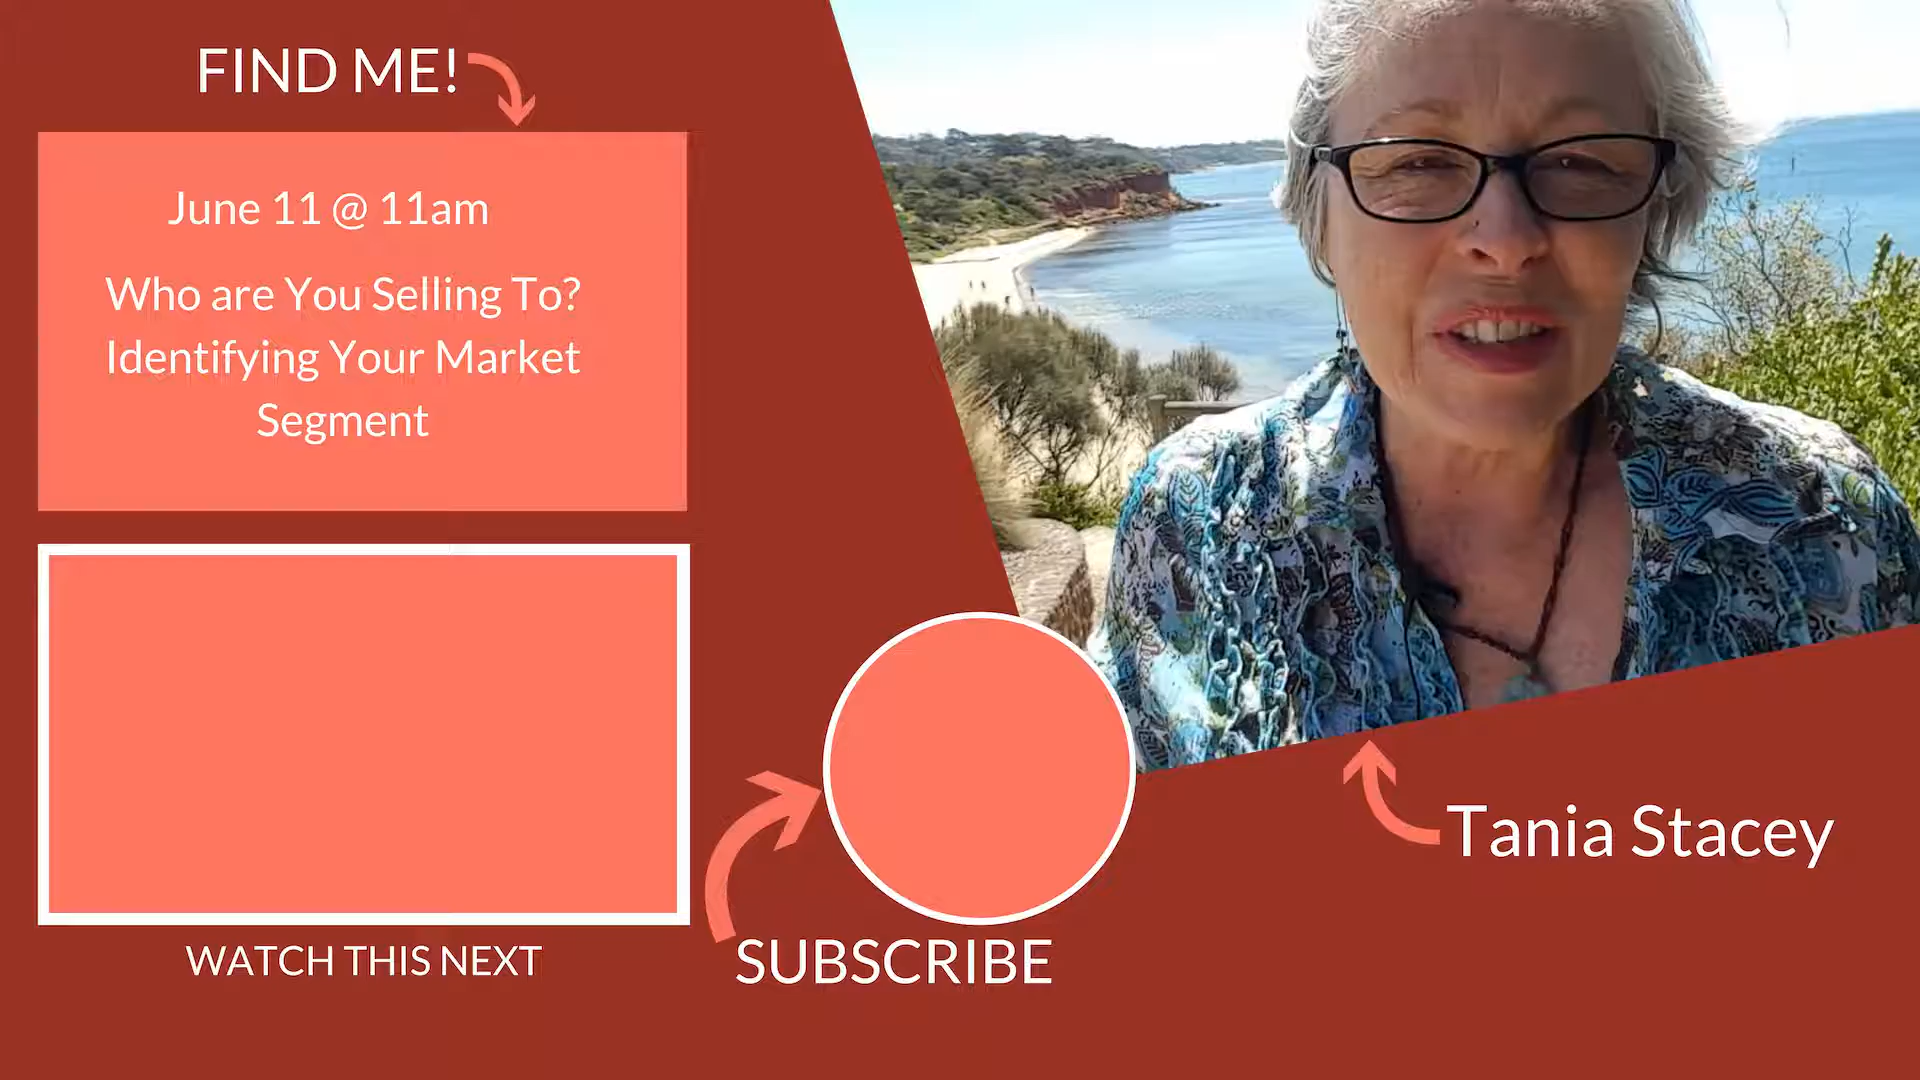 FIND ME!
June 11 @ 11am
Who are You Selling To?
Identifying Your Market
Segment
WATCH THIS NEXT
SUBSCRIBE
Tania Stacey